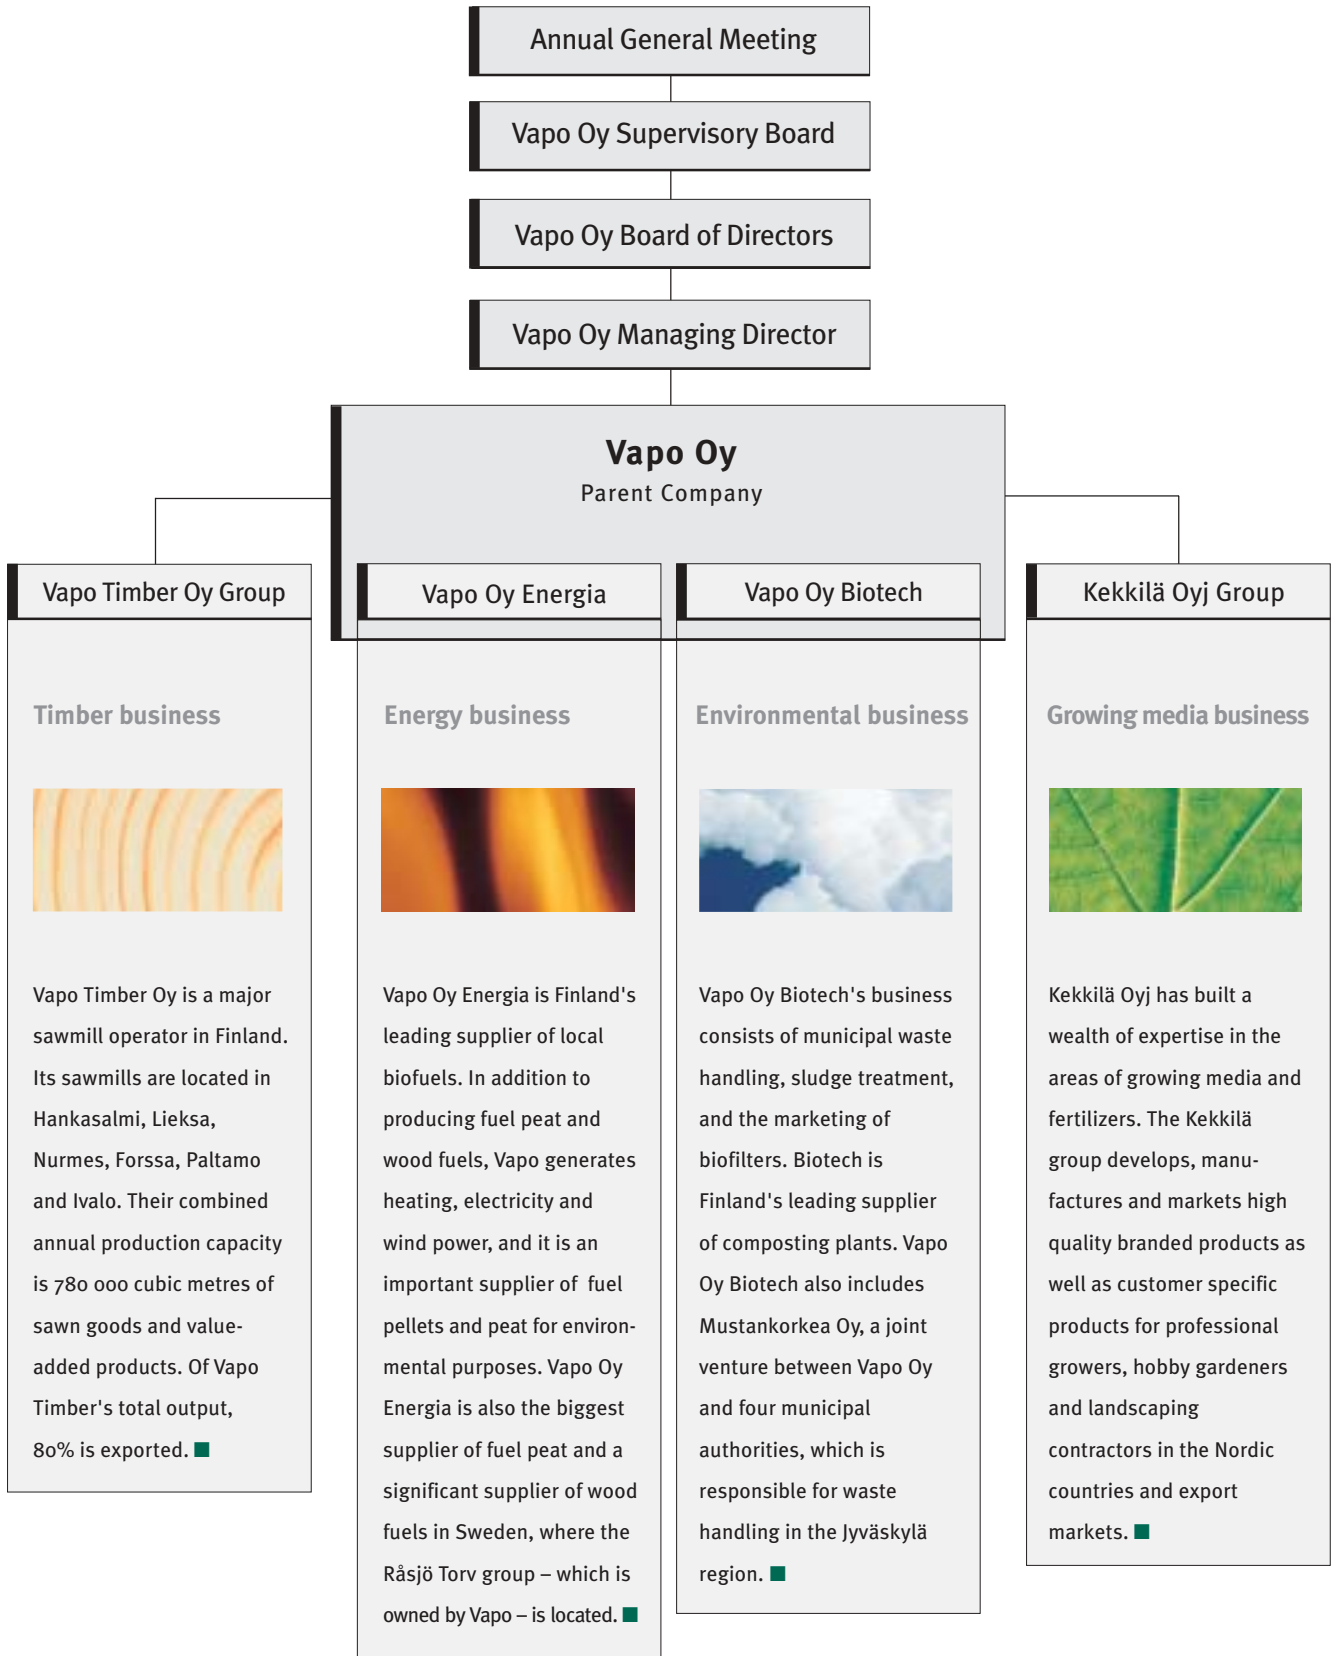 Annual General Meeting
Vapo Oy Supervisory Board
Vapo Oy Board of Directors
Vapo Oy Managing Director
Vapo Oy
Parent Company
Vapo Timber Oy Group
Timber business
Vapo Timber Oy is a major
sawmill operator in Finland.
Its sawmills are located in
Hankasalmi, Lieksa,
Nurmes, Forssa, Paltamo
and Ivalo. Their combined
annual production capacity
is 780 000 cubic metres of
sawn goods and value-
added products. Of Vapo
Timber's total output,
80% is exported.
Vapo Oy Energia
Energy business
Vapo Oy Energia is Finland's
leading supplier of local
biofuels. In addition to
producing fuel peat and
wood fuels, Vapo generates
heating, electricity and
wind power, and it is an
important supplier of fuel
pellets and peat for environ-
mental purposes. Vapo Oy
Energia is also the biggest
supplier of fuel peat and a
significant supplier of wood
fuels in Sweden, where the
Råsjö Torv group – which is
owned by Vapo – is located.
Vapo Oy Biotech
Environmental business
Vapo Oy Biotech's business
consists of municipal waste
handling, sludge treatment,
and the marketing of
biofilters. Biotech is
Finland's leading supplier
of composting plants. Vapo
Oy Biotech also includes
Mustankorkea Oy, a joint
venture between Vapo Oy
and four municipal
authorities, which is
responsible for waste
handling in the Jyväskylä
region.
Kekkilä Oyj Group
Growing media business
Kekkilä Oyj has built a
wealth of expertise in the
areas of growing media and
fertilizers. The Kekkilä
group develops, manu-
factures and markets high
quality branded products as
well as customer specific
products for professional
growers, hobby gardeners
and landscaping
contractors in the Nordic
countries and export
markets.